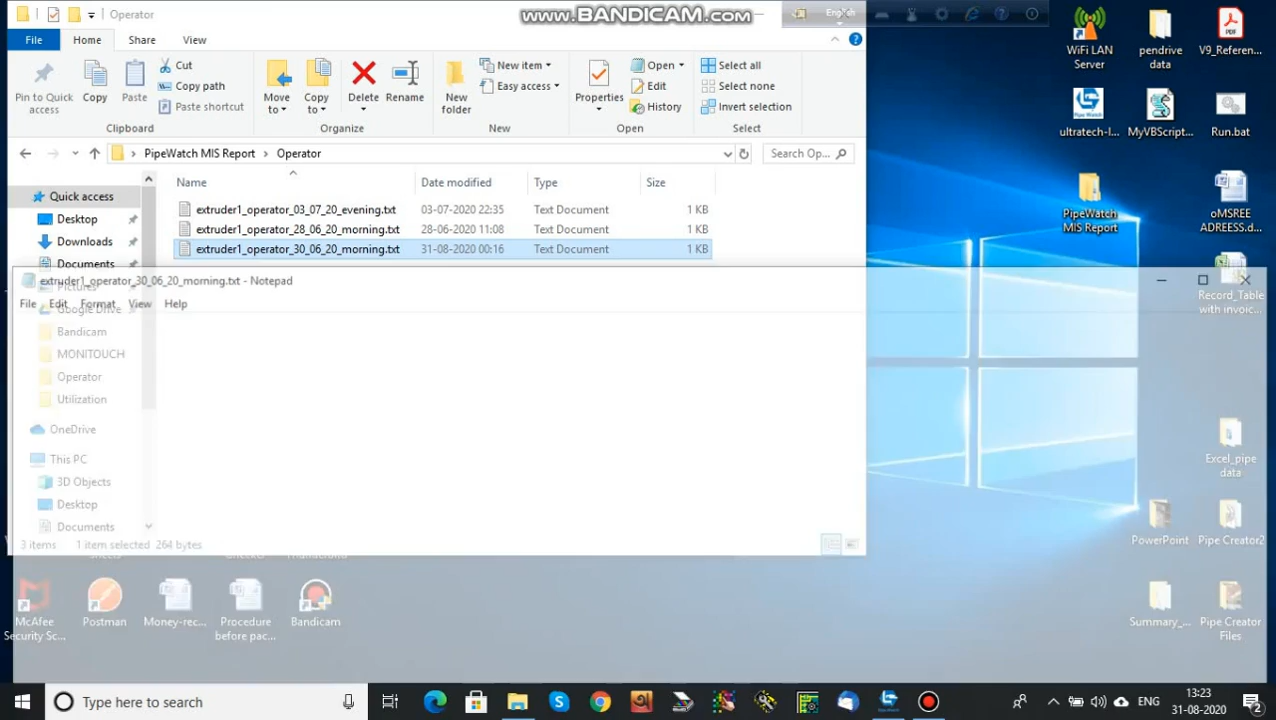 Operator
www.BANDICAM.com
English
File Home Share View
Pin to Quick access
Copy
Paste
Cut
Copy path
Paste shortcut
Clipboard
Move to
Copy to
Delete
Rename
Organize
New folder
New item
Easy access
New
Properties
Open
Edit
History
Open
Select all
Select none
Invert selection
Select
PipeWatch MIS Report > Operator
Search Op...
Name Date modified Type Size
extruder1_operator_03_07_20_evening.txt 03-07-2020 22:35 Text Document 1 KB
extruder1_operator_28_06_20_morning.txt 28-06-2020 11:08 Text Document 1 KB
extruder1_operator_30_06_20_morning.txt 31-08-2020 00:16 Text Document 1 KB
Quick access
Desktop
Downloads
Documents
Pictures
Google Drive
Bandicam
MONITOUCH
Operator
Utilization
OneDrive
This PC
3D Objects
Desktop
Documents
3 items 1 item selected 264 bytes
extruder1_operator_30_06_20_morning.txt - Notepad
File Edit Format View Help
WiFi LAN Server
pendrive data
V9_Referen...
ultratech-l...
MyVBScript...
Run.bat
PipeWatch MIS Report
oMSREE ADREESS.d...
Record_Table with invoic...
Excel_pipe data
PowerPoint
Pipe Creator2
Summary_...
Pipe Creator Files
McAfee Security Sc...
Postman
Money-rec...
Procedure before pac...
Bandicam
Type here to search
ENG
13:23
31-08-2020
2